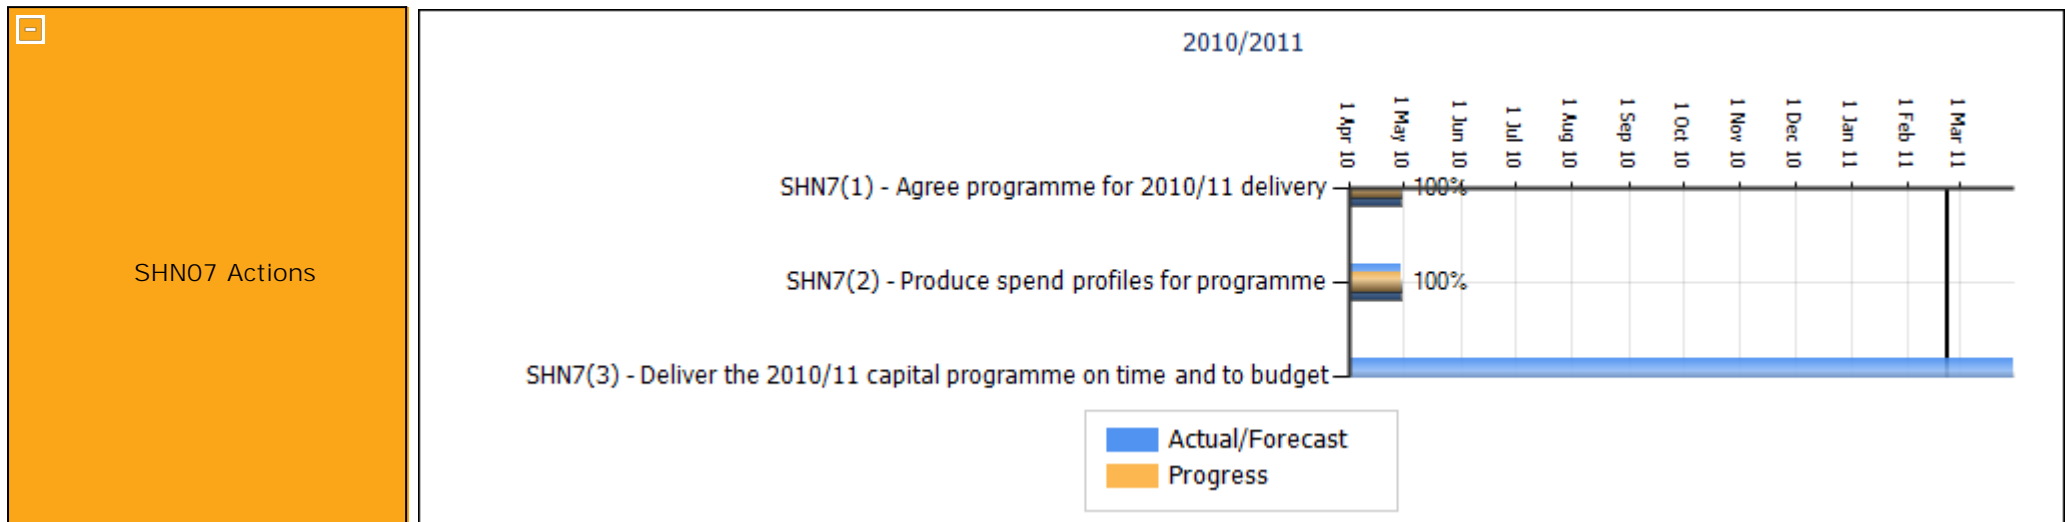 SHN07 Actions
2010/2011
1 Apr 10
1 May 10
1 Jun 10
1 Jul 10
1 Aug 10
1 Sep 10
1 Oct 10
1 Nov 10
1 Dec 10
1 Jan 11
1 Feb 11
1 Mar 11
SHN7(1) - Agree programme for 2010/11 delivery
100%
SHN7(2) - Produce spend profiles for programme
100%
SHN7(3) - Deliver the 2010/11 capital programme on time and to budget
Actual/Forecast
Progress